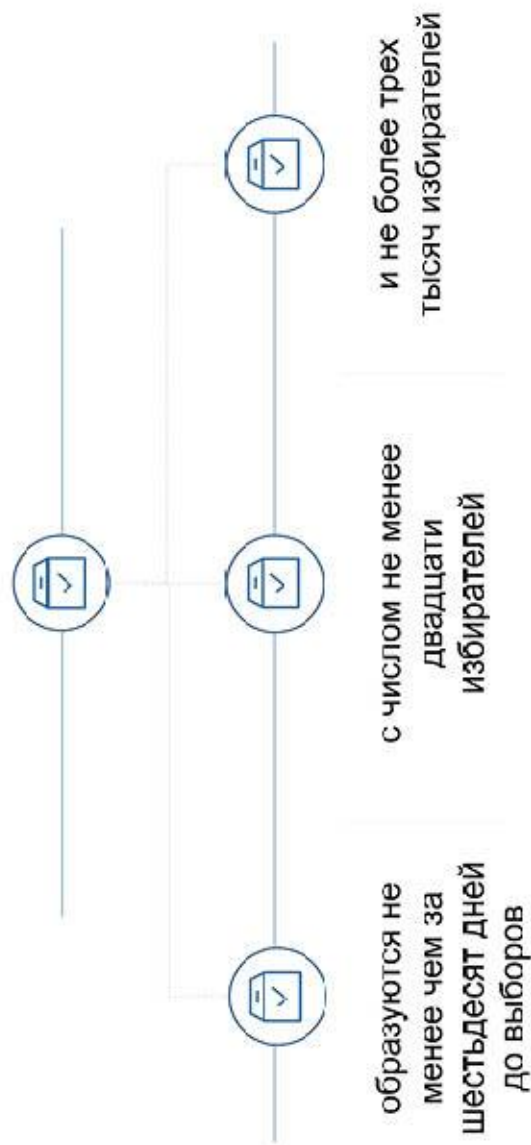 образуются не
менее чем за
шестьдесят дней
до выборов
с числом не менее
двадцати
избирателей
и не более трех
тысяч избирателей